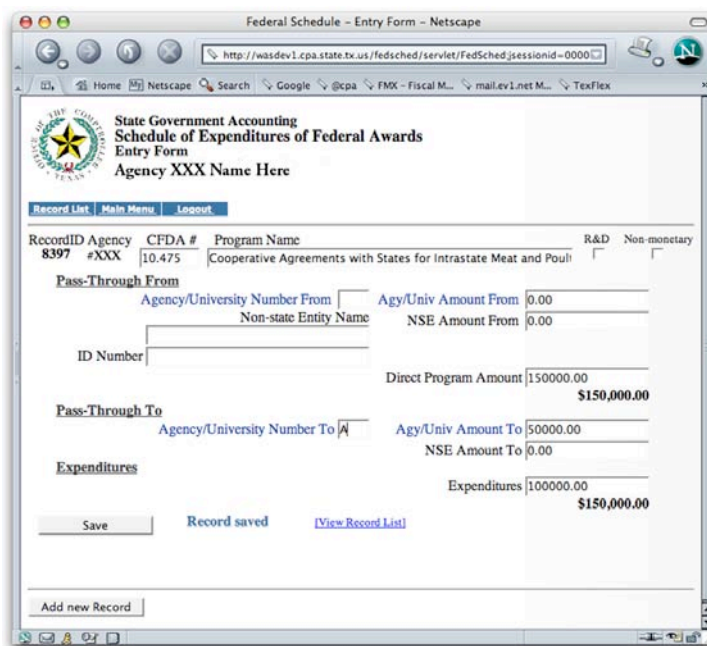 Federal Schedule – Entry Form – Netscape
http://wasdev1.cpa.state.tx.us/fedsched/servlet/FedSched;jsessionid=0000
N
Home Netscape Search Google @cpa FMX – Fiscal M... mail.ev1.net M... TexFlex
OFFICE OF THE COMPTROLLER TEXAS
State Government Accounting
Schedule of Expenditures of Federal Awards
Entry Form
Agency XXX Name Here
Record List Main Menu Logout
RecordID Agency CFDA # Program Name R&D Non-monetary
8397 #XXX 10.475 Cooperative Agreements with States for Intrastate Meat and Poult
Pass-Through From
Agency/University Number From Agy/Univ Amount From 0.00
Non-state Entity Name NSE Amount From 0.00
ID Number
Direct Program Amount 150000.00
$150,000.00
Pass-Through To
Agency/University Number To A Agy/Univ Amount To 50000.00
NSE Amount To 0.00
Expenditures
Expenditures 100000.00
$150,000.00
Save Record saved [View Record List]
Add new Record